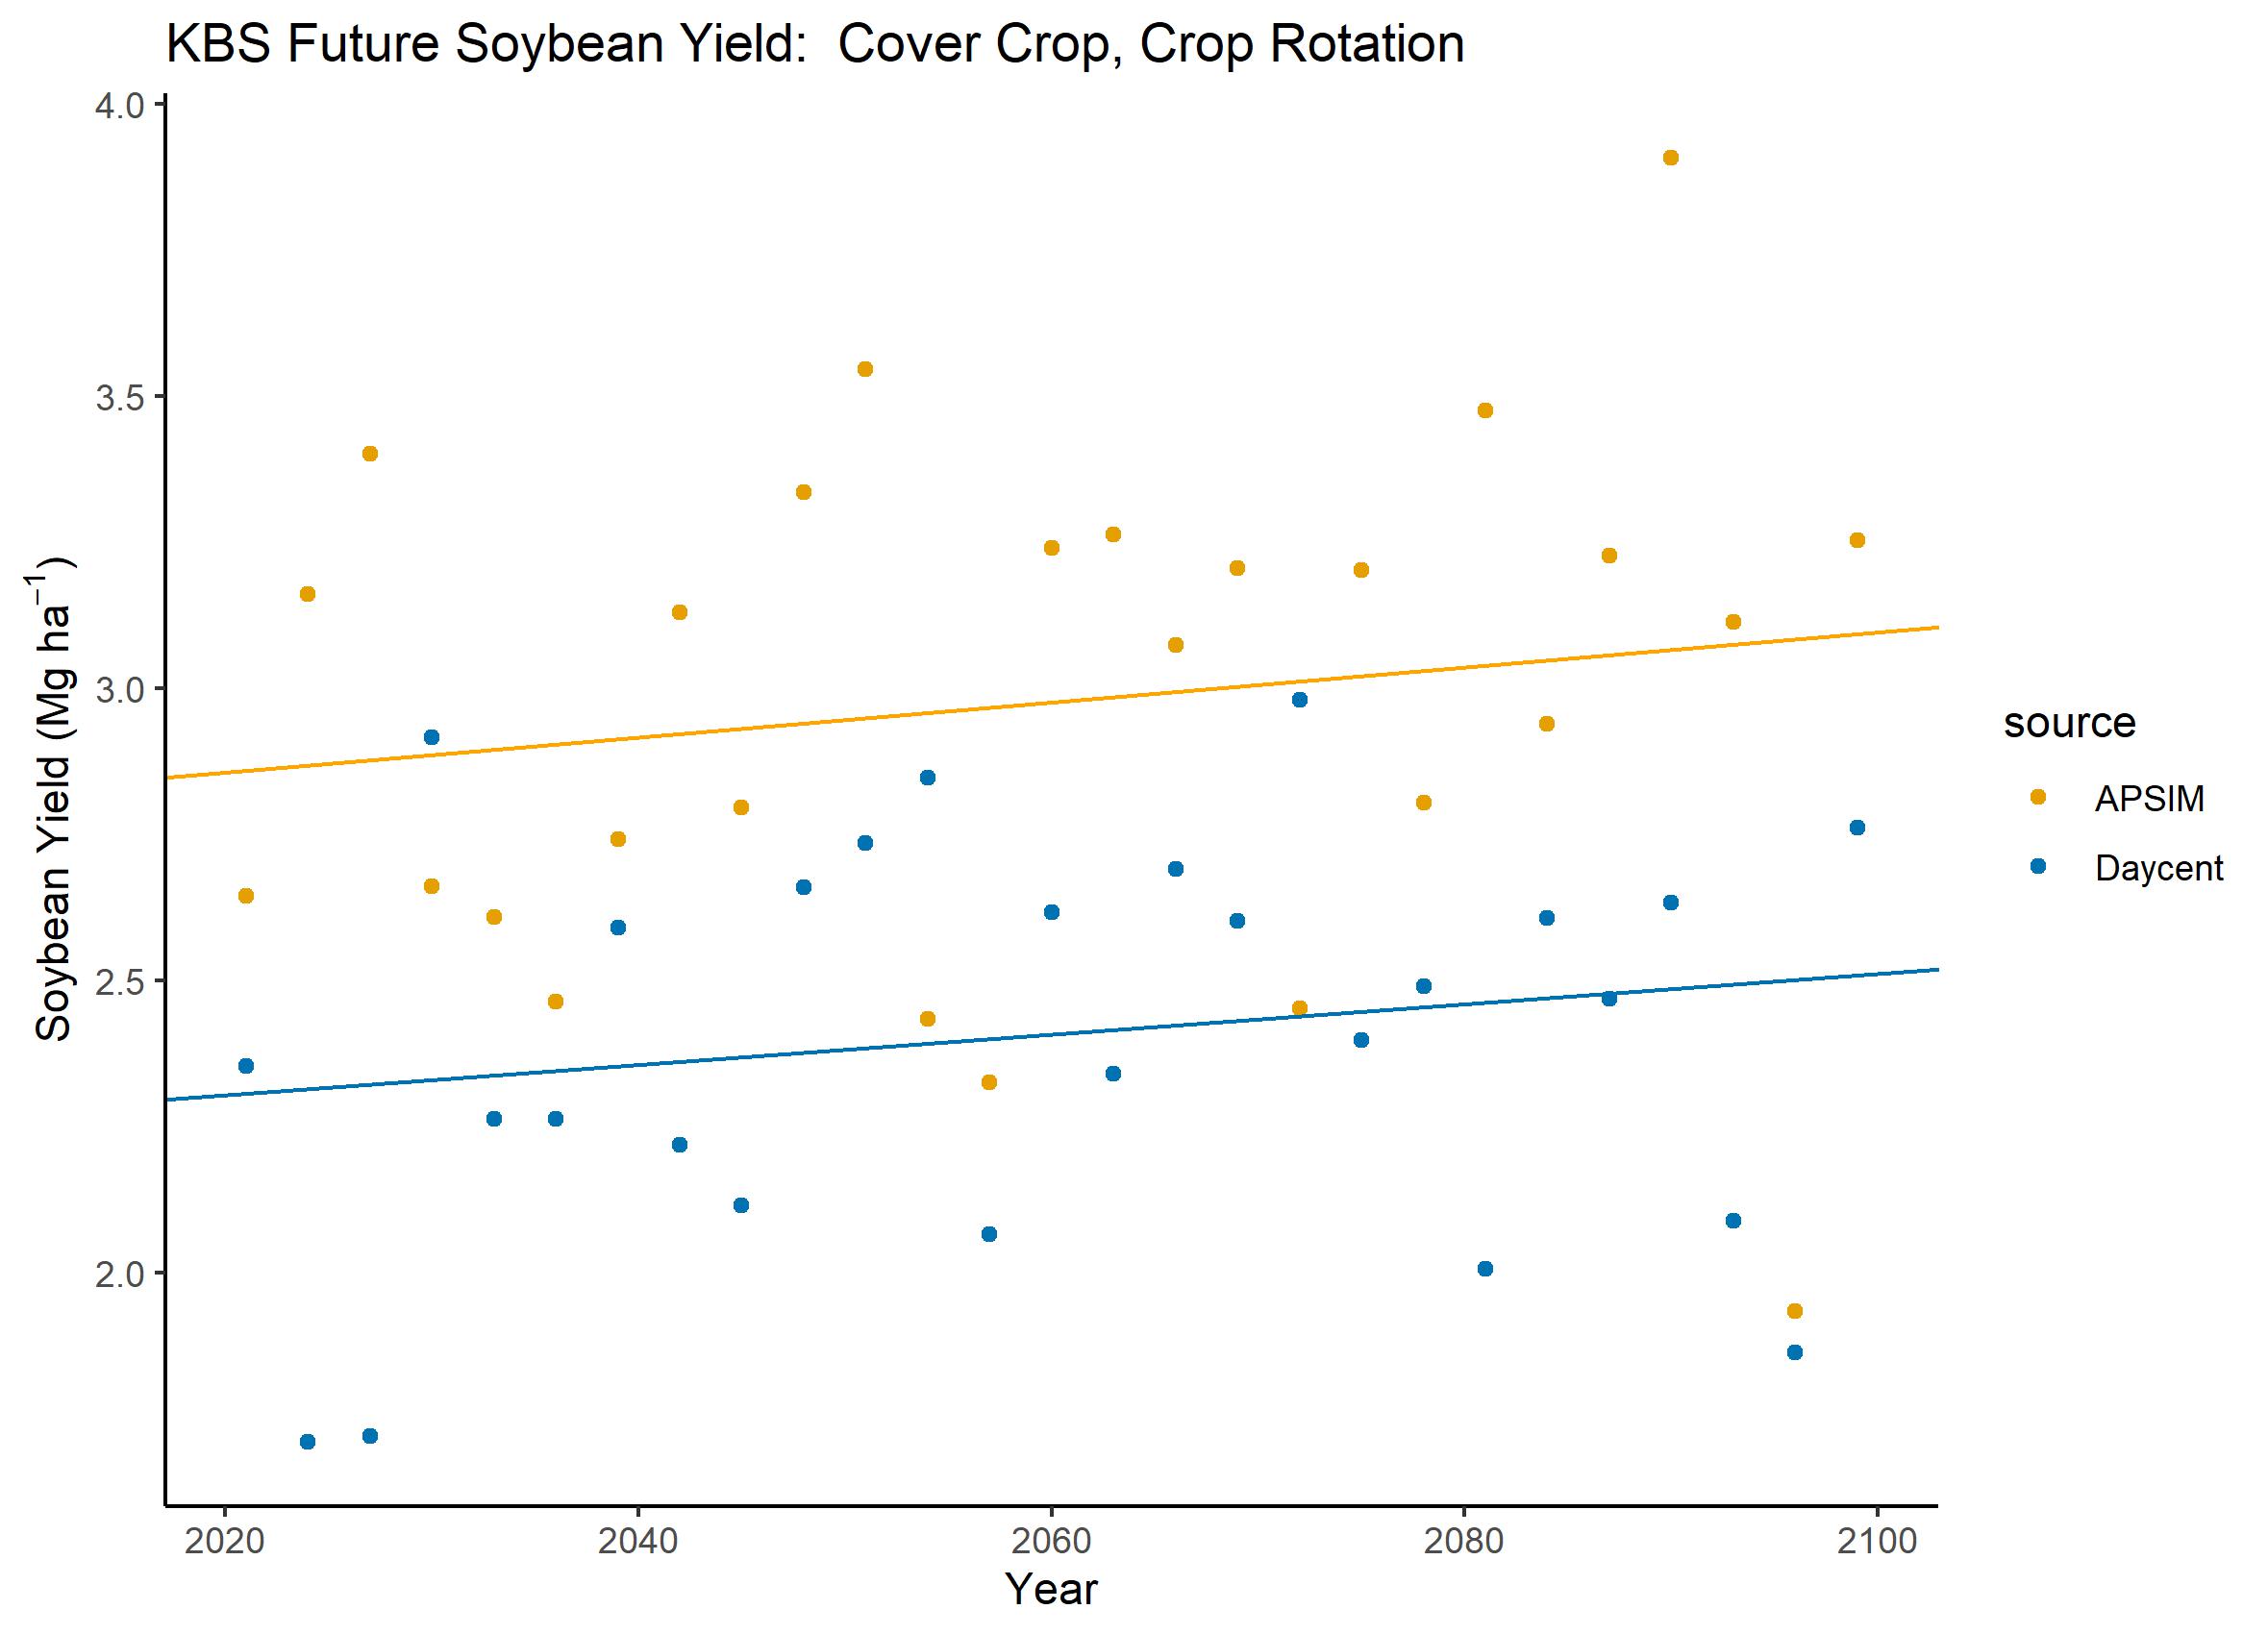 KBS Future Soybean Yield:  Cover Crop, Crop Rotation
4.0
3.5
3.0
2.5
2.0
Soybean Yield (Mg ha⁻¹)
2020 2040 2060 2080 2100
Year
source
APSIM
Daycent